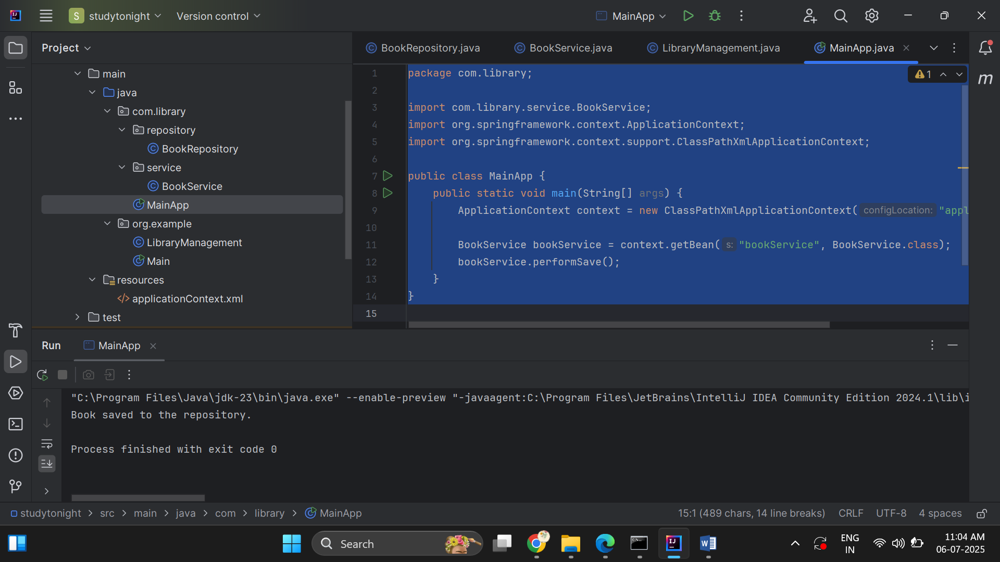 S studytonight Version control MainApp
Project
BookRepository.java BookService.java LibraryManagement.java MainApp.java
main
java
com.library
repository
BookRepository
service
BookService
MainApp
org.example
LibraryManagement
Main
resources
applicationContext.xml
test
1 package com.library;
2
3 import com.library.service.BookService;
4 import org.springframework.context.ApplicationContext;
5 import org.springframework.context.support.ClassPathXmlApplicationContext;
6
7 public class MainApp {
8 public static void main(String[] args) {
9 ApplicationContext context = new ClassPathXmlApplicationContext( configLocation: "appl
10
11 BookService bookService = context.getBean( s: "bookService", BookService.class);
12 bookService.performSave();
13 }
14 }
15
1
m
Run MainApp
"C:\Program Files\Java\jdk-23\bin\java.exe" --enable-preview "-javaagent:C:\Program Files\JetBrains\IntelliJ IDEA Community Edition 2024.1\lib\i
Book saved to the repository.
Process finished with exit code 0
studytonight > src > main > java > com > library > MainApp
15:1 (489 chars, 14 line breaks) CRLF UTF-8 4 spaces
Search
ENG
IN
11:04 AM
06-07-2025